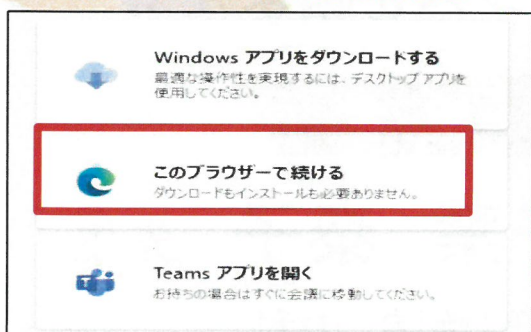 Windows アプリをダウンロードする
最適な操作性を実現するには、デスクトップ アプリを
使用してください。
このブラウザーで続ける
ダウンロードもインストールも必要ありません。
Teams アプリを開く
お持ちの場合はすぐに会議に移動してください。